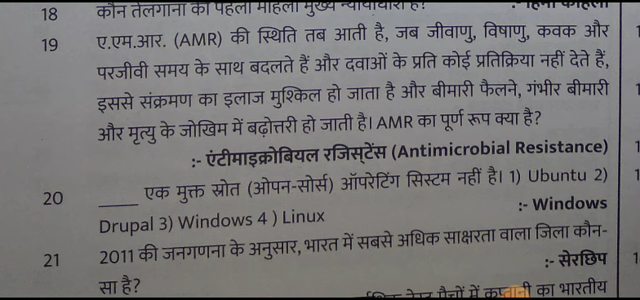 18 कौन तेलंगाना की पहली महिला मुख्य न्यायाधीश है?
19 ए.एम.आर. (AMR) की स्थिति तब आती है, जब जीवाणु, विषाणु, कवक और
परजीवी समय के साथ बदलते हैं और दवाओं के प्रति कोई प्रतिक्रिया नहीं देते हैं,
इससे संक्रमण का इलाज मुश्किल हो जाता है और बीमारी फैलने, गंभीर बीमारी
और मृत्यु के जोखिम में बढ़ोत्तरी हो जाती है। AMR का पूर्ण रूप क्या है?
:- एंटीमाइक्रोबियल रजिस्टेंस (Antimicrobial Resistance)
20 ____ एक मुक्त स्रोत (ओपन-सोर्स) ऑपरेटिंग सिस्टम नहीं है। 1) Ubuntu 2)
Drupal 3) Windows 4 ) Linux :- Windows
21 2011 की जनगणना के अनुसार, भारत में सबसे अधिक साक्षरता वाला जिला कौन-
सा है? :- सेरछिप
टेस्ट मैचों में कप्तानी का भारतीय